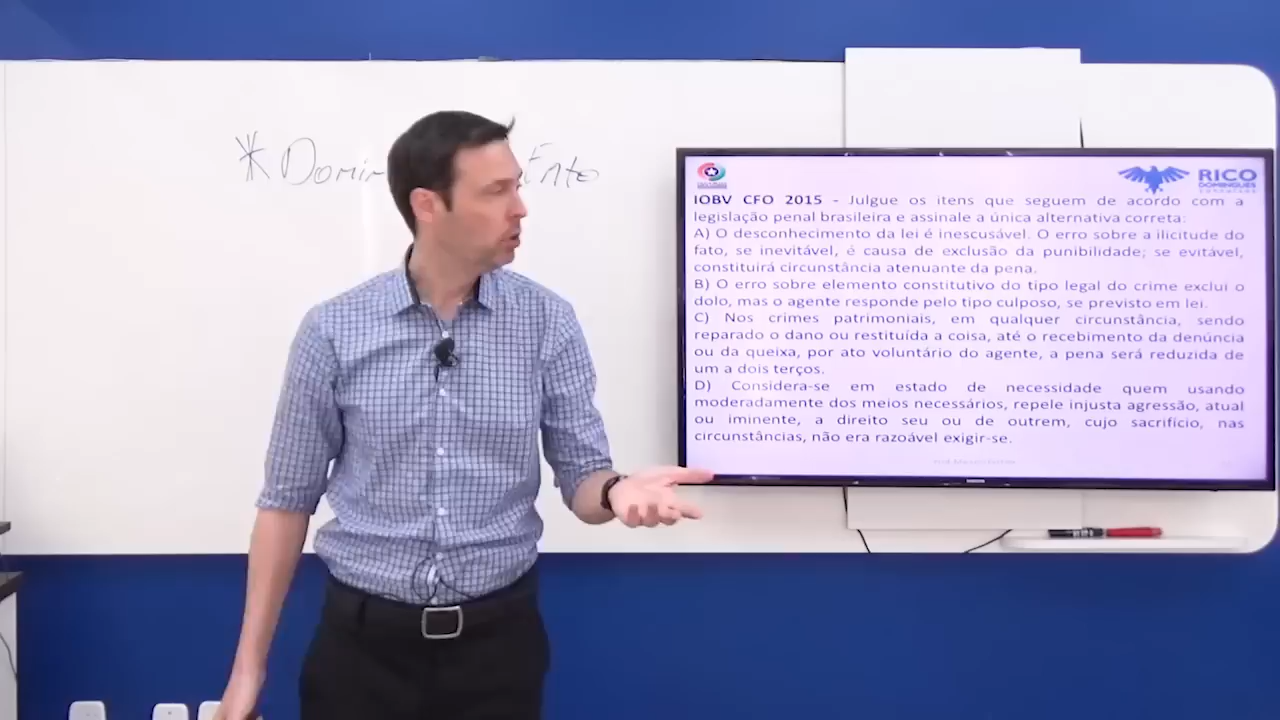 *Domin Ento
RICO
DOMINGUES
IOBV CFO 2015 - Julgue os itens que seguem de acordo com a
legislação penal brasileira e assinale a única alternativa correta:
A) O desconhecimento da lei é inescusável. O erro sobre a ilicitude do
fato, se inevitável, é causa de exclusão da punibilidade; se evitável,
constituirá circunstância atenuante da pena.
B) O erro sobre elemento constitutivo do tipo legal do crime exclui o
dolo, mas o agente responde pelo tipo culposo, se previsto em lei.
C) Nos crimes patrimoniais, em qualquer circunstância, sendo
reparado o dano ou restituída a coisa, até o recebimento da denúncia
ou da queixa, por ato voluntário do agente, a pena será reduzida de
um a dois terços.
D) Considera-se em estado de necessidade quem usando
moderadamente dos meios necessários, repele injusta agressão, atual
ou iminente, a direito seu ou de outrem, cujo sacrifício, nas
circunstâncias, não era razoável exigir-se.